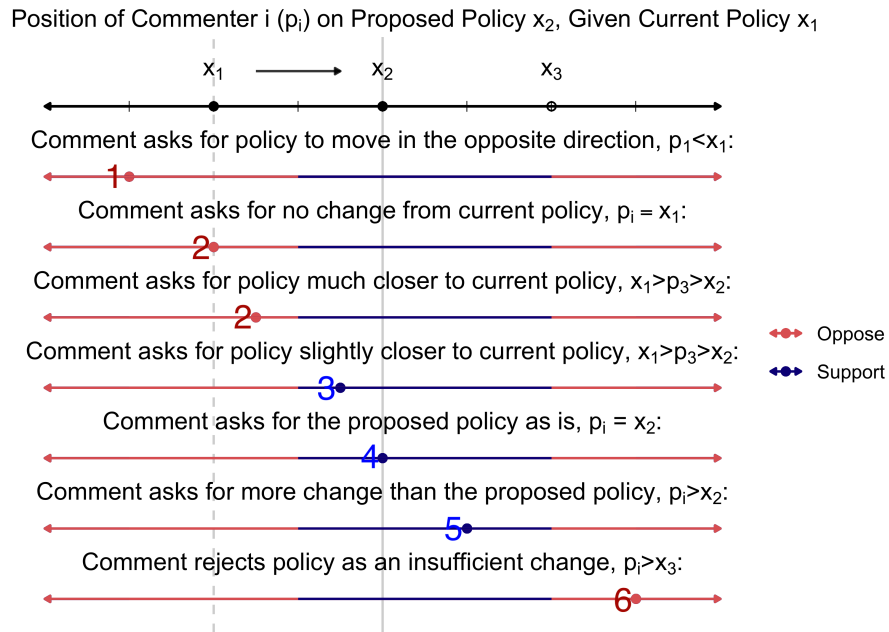 Position of Commenter i (pᵢ) on Proposed Policy x₂, Given Current Policy x₁
x₁ x₂ x₃
Comment asks for policy to move in the opposite direction, p₁<x₁:
1
Comment asks for no change from current policy, pᵢ = x₁:
2
Comment asks for policy much closer to current policy, x₁>p₃>x₂:
2
Oppose
Comment asks for policy slightly closer to current policy, x₁>p₃>x₂:
Support
3
Comment asks for the proposed policy as is, pᵢ = x₂:
4
Comment asks for more change than the proposed policy, pᵢ>x₂:
5
Comment rejects policy as an insufficient change, pᵢ>x₃:
6